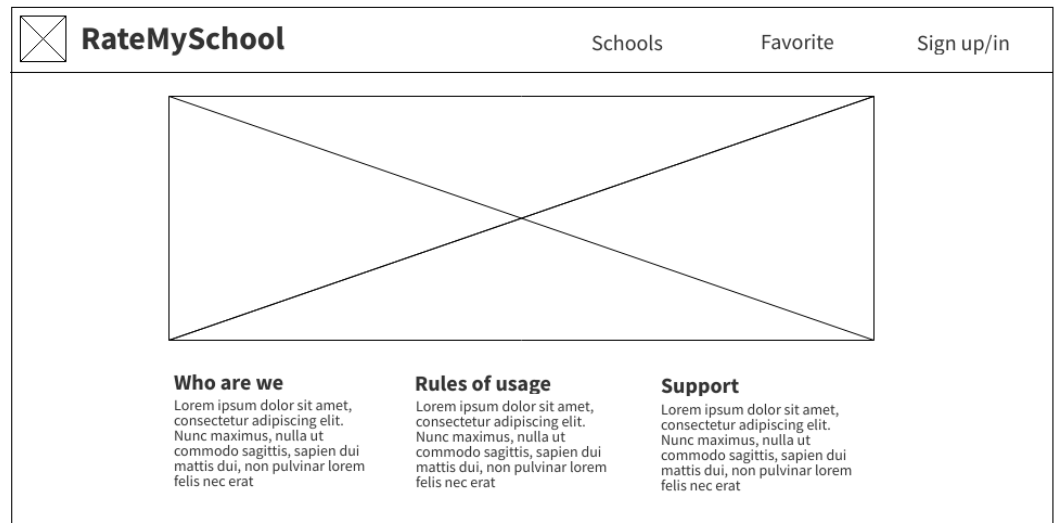 RateMySchool
Schools
Favorite
Sign up/in
Who are we
Lorem ipsum dolor sit amet,
consectetur adipiscing elit.
Nunc maximus, nulla ut
commodo sagittis, sapien dui
mattis dui, non pulvinar lorem
felis nec erat
Rules of usage
Lorem ipsum dolor sit amet,
consectetur adipiscing elit.
Nunc maximus, nulla ut
commodo sagittis, sapien dui
mattis dui, non pulvinar lorem
felis nec erat
Support
Lorem ipsum dolor sit amet,
consectetur adipiscing elit.
Nunc maximus, nulla ut
commodo sagittis, sapien dui
mattis dui, non pulvinar lorem
felis nec erat